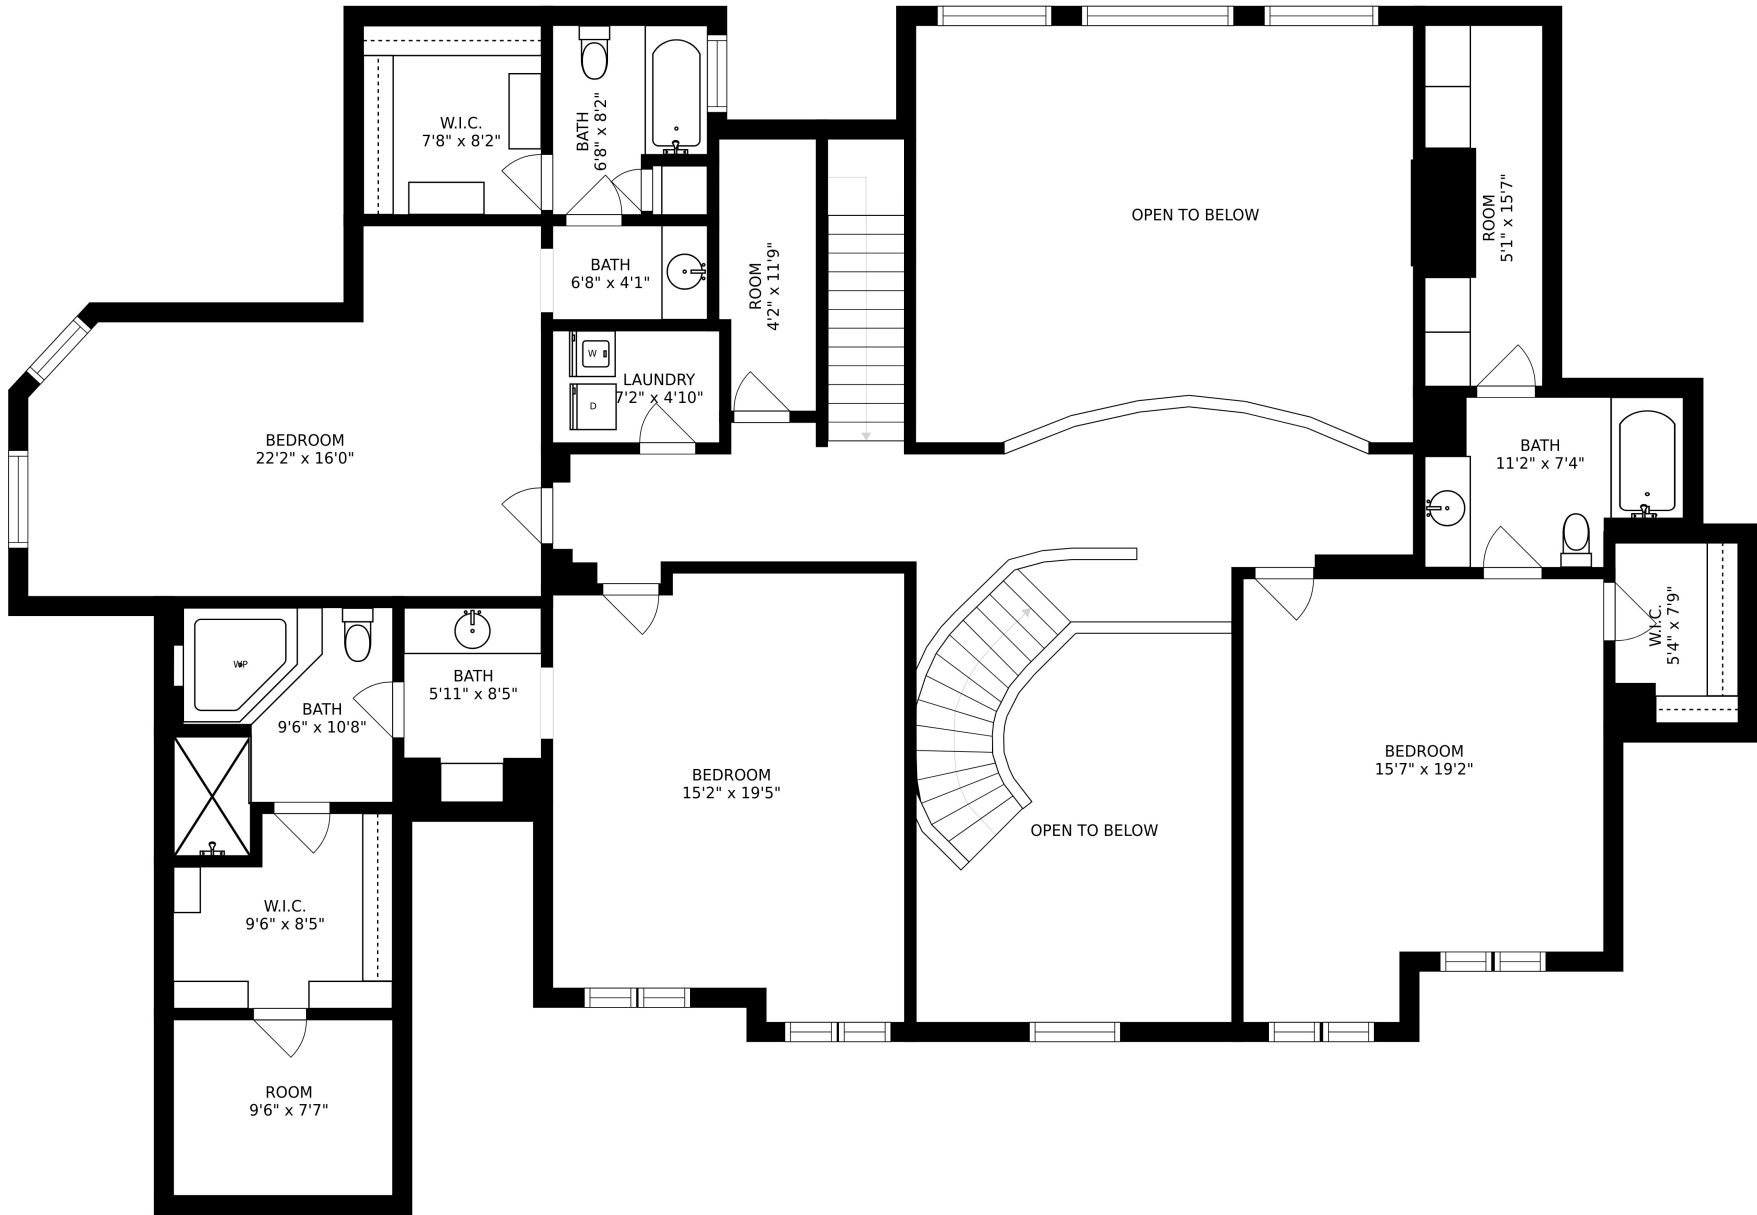 W.I.C.
7'8" x 8'2"
BATH
6'8" x 8'2"
OPEN TO BELOW
ROOM
5'1" x 15'7"
BATH
6'8" x 4'1"
ROOM
4'2" x 11'9"
W
LAUNDRY
7'2" x 4'10"
D
BEDROOM
22'2" x 16'0"
BATH
11'2" x 7'4"
W.I.C.
5'4" x 7'9"
WP
BATH
5'11" x 8'5"
BATH
9'6" x 10'8"
BEDROOM
15'2" x 19'5"
BEDROOM
15'7" x 19'2"
OPEN TO BELOW
W.I.C.
9'6" x 8'5"
ROOM
9'6" x 7'7"